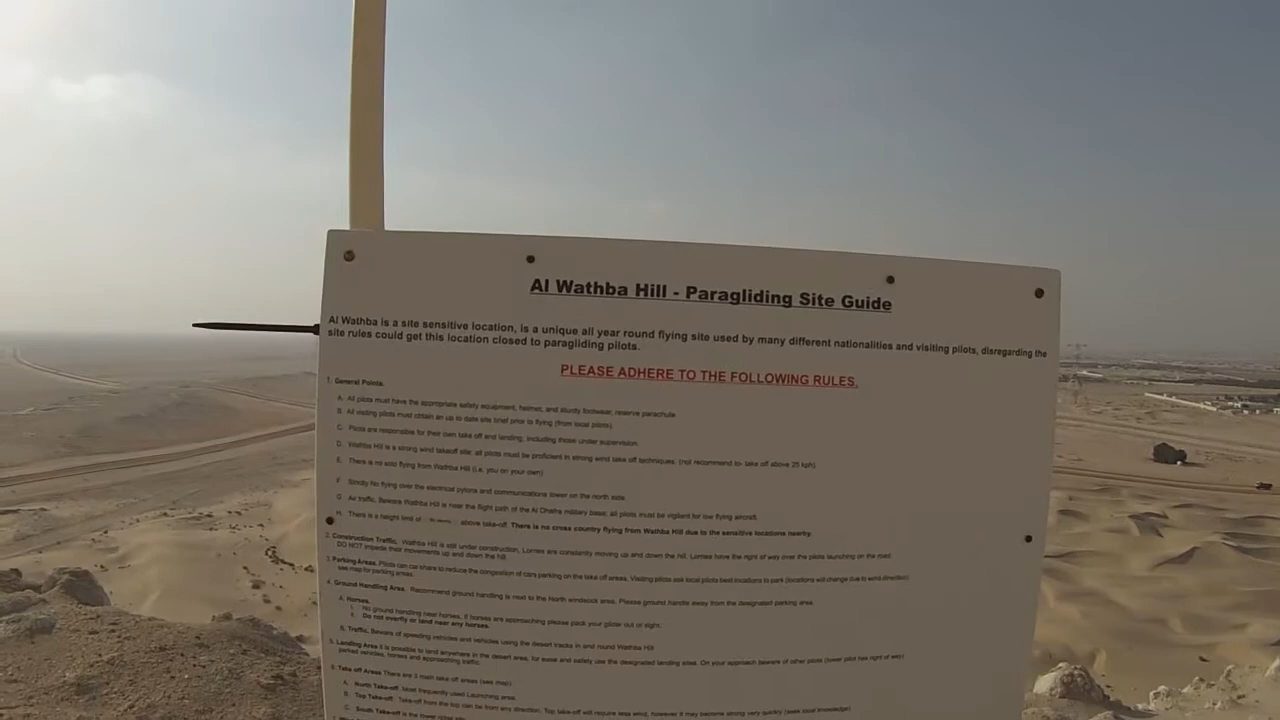 Al Wathba Hill - Paragliding Site Guide
Al Wathba is a site sensitive location, is a unique all year round flying site used by many different nationalities and visiting pilots, disregarding the
site rules could get this location closed to paragliding pilots.
PLEASE ADHERE TO THE FOLLOWING RULES.
1. General Points.
A. All pilots must have the appropriate safety equipment, helmet, and sturdy footwear, reserve parachute.
B. All visiting pilots must obtain an up to date site brief prior to flying (from local pilots)
C. Pilots are responsible for their own take off and landing, including those under supervision.
D. Wathba Hill is a strong wind takeoff site: all pilots must be proficient in strong wind take off techniques. (not recommend to- take off above 25 kph)
E. There is no solo flying from Wathba Hill (i.e. you on your own)
F. Strictly No flying over the electrical pylons and communications tower on the north side.
G. Air traffic. Beware Wathba Hill is near the flight path of the Al Dhafra military base; all pilots must be vigilant for low flying aircraft.
H. There is a height limit of above take-off. There is no cross country flying from Wathba Hill due to the sensitive locations nearby.
2. Construction Traffic. Wathba Hill is still under construction, Lorries are constantly moving up and down the hill, Lorries have the right of way over the pilots launching on the road.
DO NOT impede their movements up and down the hill.
3. Parking Areas. Pilots can car share to reduce the congestion of cars parking on the take off areas. Visiting pilots ask local pilots best locations to park (locations will change due to wind direction)
see map for parking areas.
4. Ground Handling Area. Recommend ground handling is next to the North windsock area. Please ground handle away from the designated parking area.
A. Horses.
i. No ground handling near horses, if horses are approaching please pack your glider out of sight.
ii. Do not overfly or land near any horses.
B. Traffic. Beware of speeding vehicles and vehicles using the desert tracks in and round Wathba Hill
5. Landing Area it is possible to land anywhere in the desert area, for ease and safety use the designated landing area. On your approach beware of other pilots (lower pilot has right of way)
parked vehicles, horses and approaching traffic.
6. Take off Areas There are 3 main take off areas (see map)
A. North Take-off. Most frequently used Launching area
B. Top Take-off. Take-off from the top can be from any direction. Top take-off will require less wind, however it may become strong very quickly (seek local knowledge)
C. South Take-off is the lower ridge